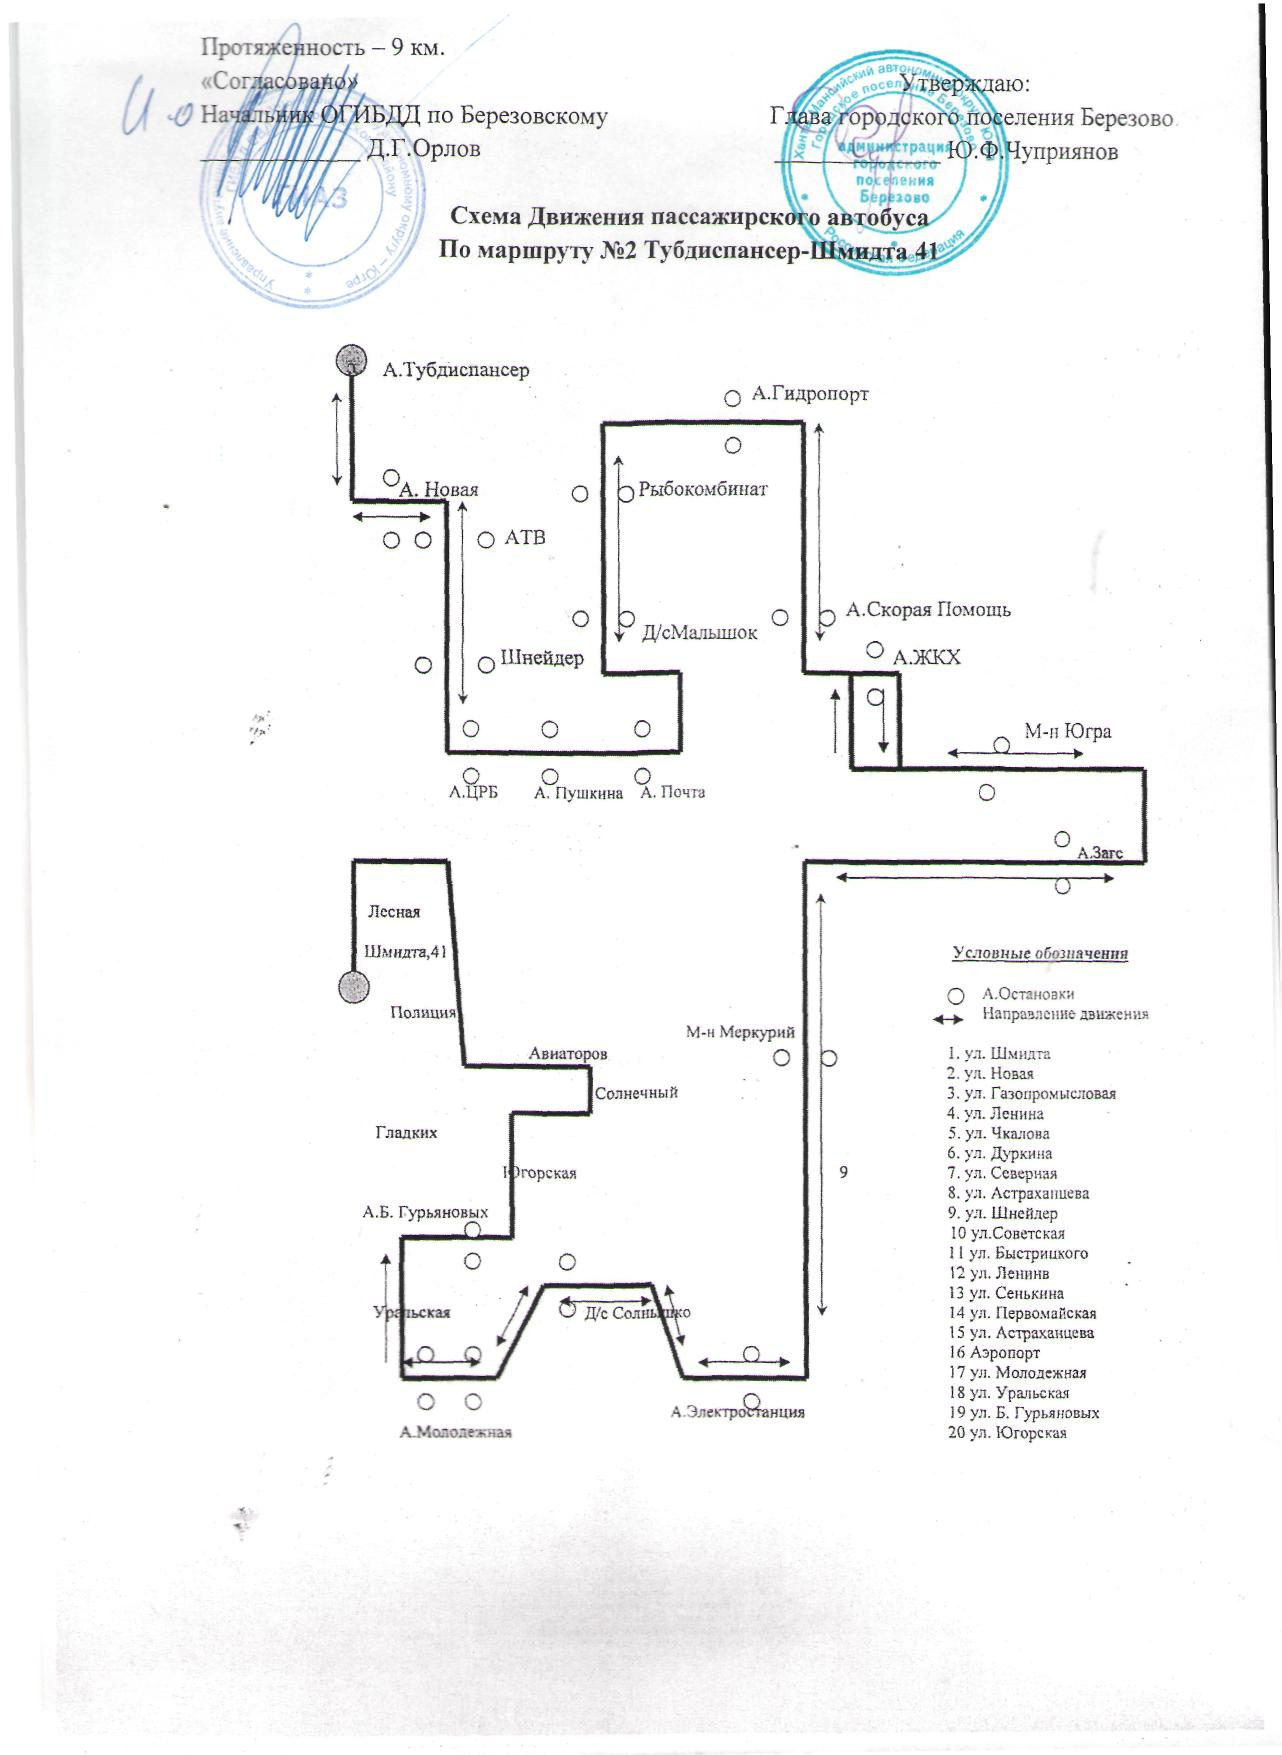 Протяженность – 9 км.
«Согласовано»
Утверждаю:
И о Начальник ОГИБДД по Березовскому
Глава городского поселения Березово
Д.Г.Орлов
Ю.Ф.Чуприянов
администрация
городского
поселения
Березово
Российская Федерация
Схема Движения пассажирского автобуса
По маршруту №2 Тубдиспансер-Шмидта 41
А.Тубдиспансер
А.Гидропорт
А. Новая
Рыбокомбинат
АТВ
А.Скорая Помощь
Д/сМалышок
Шнейдер
А.ЖКХ
М-н Югра
А.ЦРБ
А. Пушкина
А. Почта
А.Загс
Лесная
Шмидта,41
Полиция
М-н Меркурий
Авиаторов
Солнечный
Гладких
Югорская
9
А.Б. Гурьяновых
Уральская
Д/с Солнышко
А.Молодежная
А.Электростанция
Условные обозначения
А.Остановки
Направление движения
1. ул. Шмидта
2. ул. Новая
3. ул. Газопромысловая
4. ул. Ленина
5. ул. Чкалова
6. ул. Дуркина
7. ул. Северная
8. ул. Астраханцева
9. ул. Шнейдер
10 ул.Советская
11 ул. Быстрицкого
12 ул. Ленинв
13 ул. Сенькина
14 ул. Первомайская
15 ул. Астраханцева
16 Аэропорт
17 ул. Молодежная
18 ул. Уральская
19 ул. Б. Гурьяновых
20 ул. Югорская